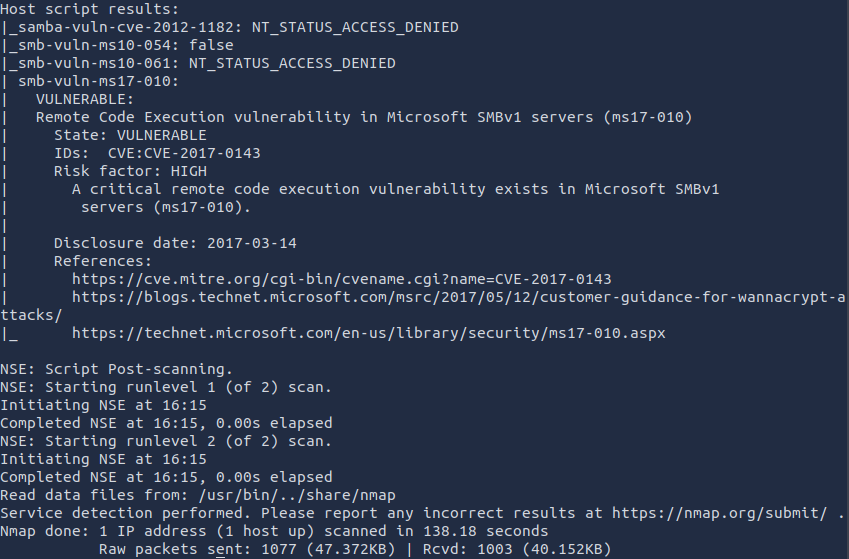 Host script results:
|_samba-vuln-cve-2012-1182: NT_STATUS_ACCESS_DENIED
|_smb-vuln-ms10-054: false
|_smb-vuln-ms10-061: NT_STATUS_ACCESS_DENIED
| smb-vuln-ms17-010:
|   VULNERABLE:
|   Remote Code Execution vulnerability in Microsoft SMBv1 servers (ms17-010)
|     State: VULNERABLE
|     IDs:  CVE:CVE-2017-0143
|     Risk factor: HIGH
|       A critical remote code execution vulnerability exists in Microsoft SMBv1
|        servers (ms17-010).
|
|     Disclosure date: 2017-03-14
|     References:
|       https://cve.mitre.org/cgi-bin/cvename.cgi?name=CVE-2017-0143
|       https://blogs.technet.microsoft.com/msrc/2017/05/12/customer-guidance-for-wannacrypt-a
ttacks/
|_      https://technet.microsoft.com/en-us/library/security/ms17-010.aspx

NSE: Script Post-scanning.
NSE: Starting runlevel 1 (of 2) scan.
Initiating NSE at 16:15
Completed NSE at 16:15, 0.00s elapsed
NSE: Starting runlevel 2 (of 2) scan.
Initiating NSE at 16:15
Completed NSE at 16:15, 0.00s elapsed
Read data files from: /usr/bin/../share/nmap
Service detection performed. Please report any incorrect results at https://nmap.org/submit/ .
Nmap done: 1 IP address (1 host up) scanned in 138.18 seconds
           Raw packets sent: 1077 (47.372KB) | Rcvd: 1003 (40.152KB)